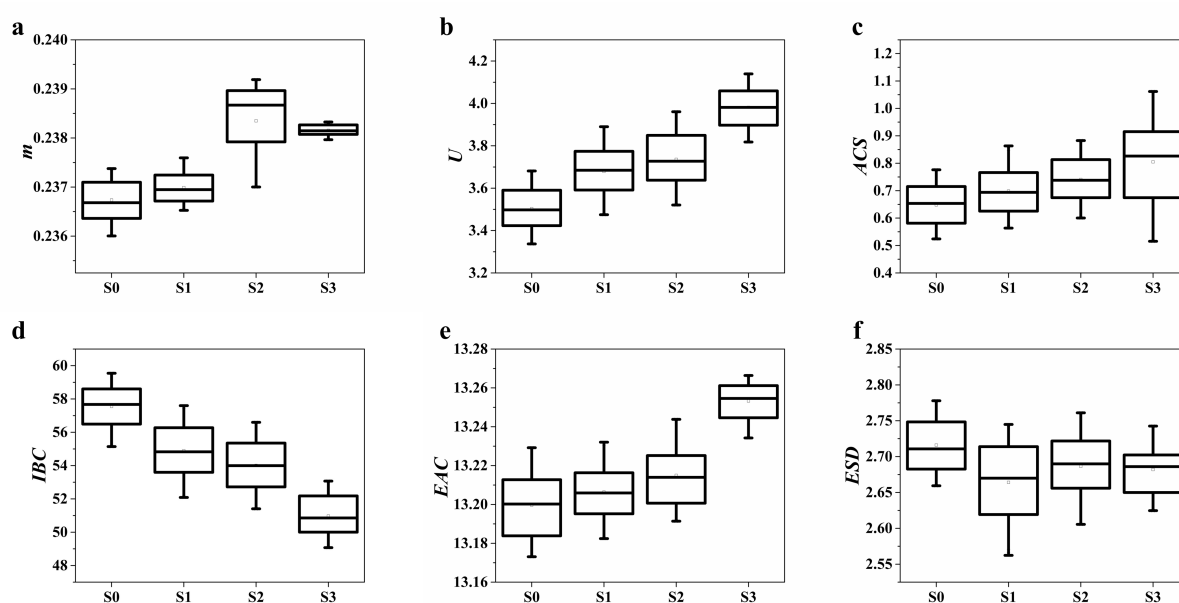 a
0.240
0.239
0.238
0.237
0.236
m
S0 S1 S2 S3
b
4.2
4.0
3.8
3.6
3.4
3.2
U
S0 S1 S2 S3
c
1.2
1.1
1.0
0.9
0.8
0.7
0.6
0.5
0.4
ACS
S0 S1 S2 S3
d
60
58
56
54
52
50
48
IBC
S0 S1 S2 S3
e
13.28
13.26
13.24
13.22
13.20
13.18
13.16
EAC
S0 S1 S2 S3
f
2.85
2.80
2.75
2.70
2.65
2.60
2.55
ESD
S0 S1 S2 S3